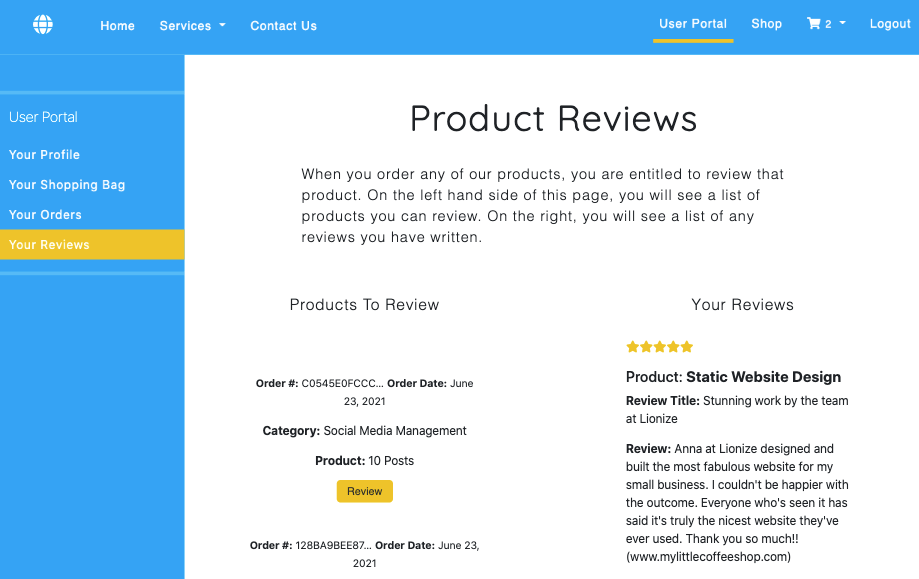 Home Services Contact Us User Portal Shop 2 Logout
User Portal
Your Profile
Your Shopping Bag
Your Orders
Your Reviews
Product Reviews
When you order any of our products, you are entitled to review that
product. On the left hand side of this page, you will see a list of
products you can review. On the right, you will see a list of any
reviews you have written.
Products To Review
Order #: C0545E0FCCC... Order Date: June
23, 2021
Category: Social Media Management
Product: 10 Posts
Review
Order #: 128BA9BEE87... Order Date: June 23,
2021
Your Reviews
Product: Static Website Design
Review Title: Stunning work by the team
at Lionize
Review: Anna at Lionize designed and
built the most fabulous website for my
small business. I couldn't be happier with
the outcome. Everyone who's seen it has
said it's truly the nicest website they've
ever used. Thank you so much!!
(www.mylittlecoffeeshop.com)